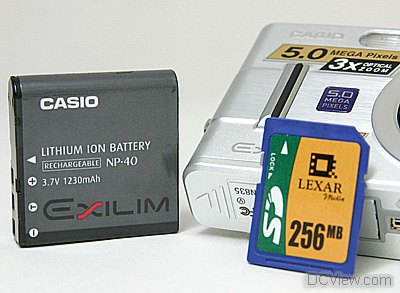 CASIO
LITHIUM ION BATTERY
RECHARGEABLE NP-40
3.7V 1230mAh
EXILIM
CASIO
5.0 MEGA Pixels
3x OPTICAL ZOOM
5.0
MEGA
PIXELS
LOCK
LEXAR
Media
SD
256MB
N835
DCView.com